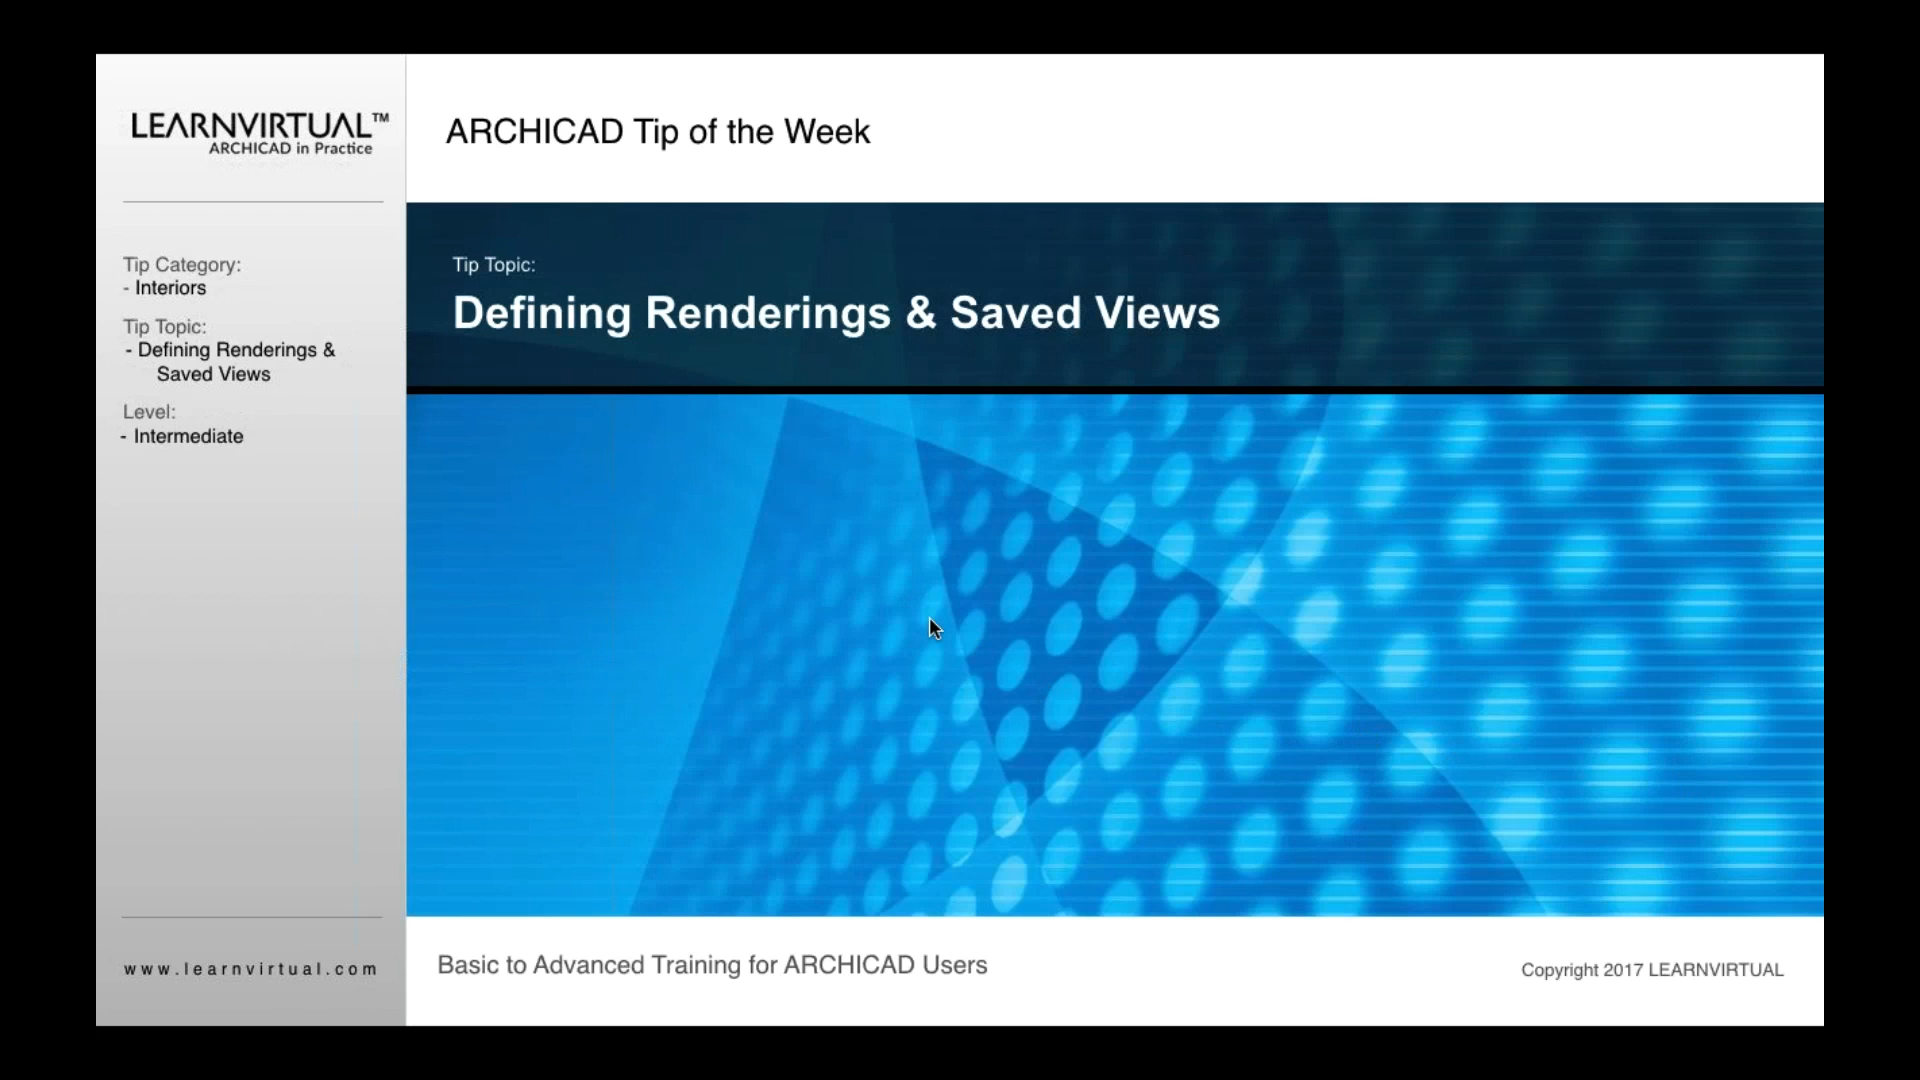 LEARNVIRTUAL™
ARCHICAD in Practice
Tip Category:
- Interiors
Tip Topic:
- Defining Renderings &
Saved Views
Level:
- Intermediate
www.learnvirtual.com
ARCHICAD Tip of the Week
Tip Topic:
Defining Renderings & Saved Views
Basic to Advanced Training for ARCHICAD Users
Copyright 2017 LEARNVIRTUAL